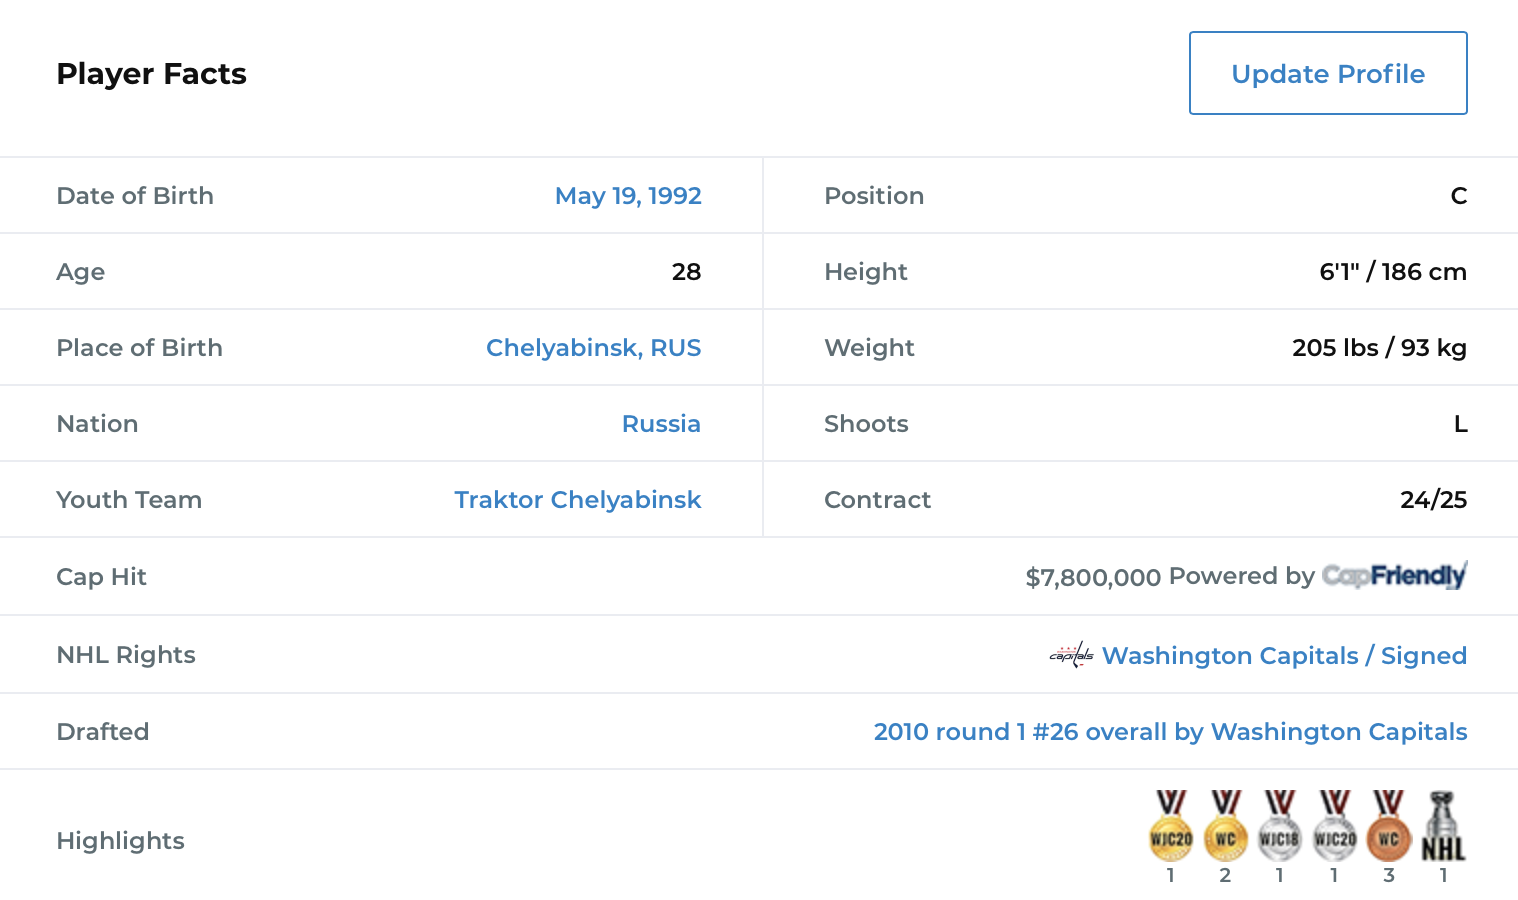 Player Facts
Update Profile
Date of Birth May 19, 1992
Position C
Age 28
Height 6'1" / 186 cm
Place of Birth Chelyabinsk, RUS
Weight 205 lbs / 93 kg
Nation Russia
Shoots L
Youth Team Traktor Chelyabinsk
Contract 24/25
Cap Hit $7,800,000 Powered by CapFriendly
NHL Rights capitals Washington Capitals / Signed
Drafted 2010 round 1 #26 overall by Washington Capitals
Highlights
WJC20 WC WJC18 WJC20 WC NHL
1 2 1 1 3 1